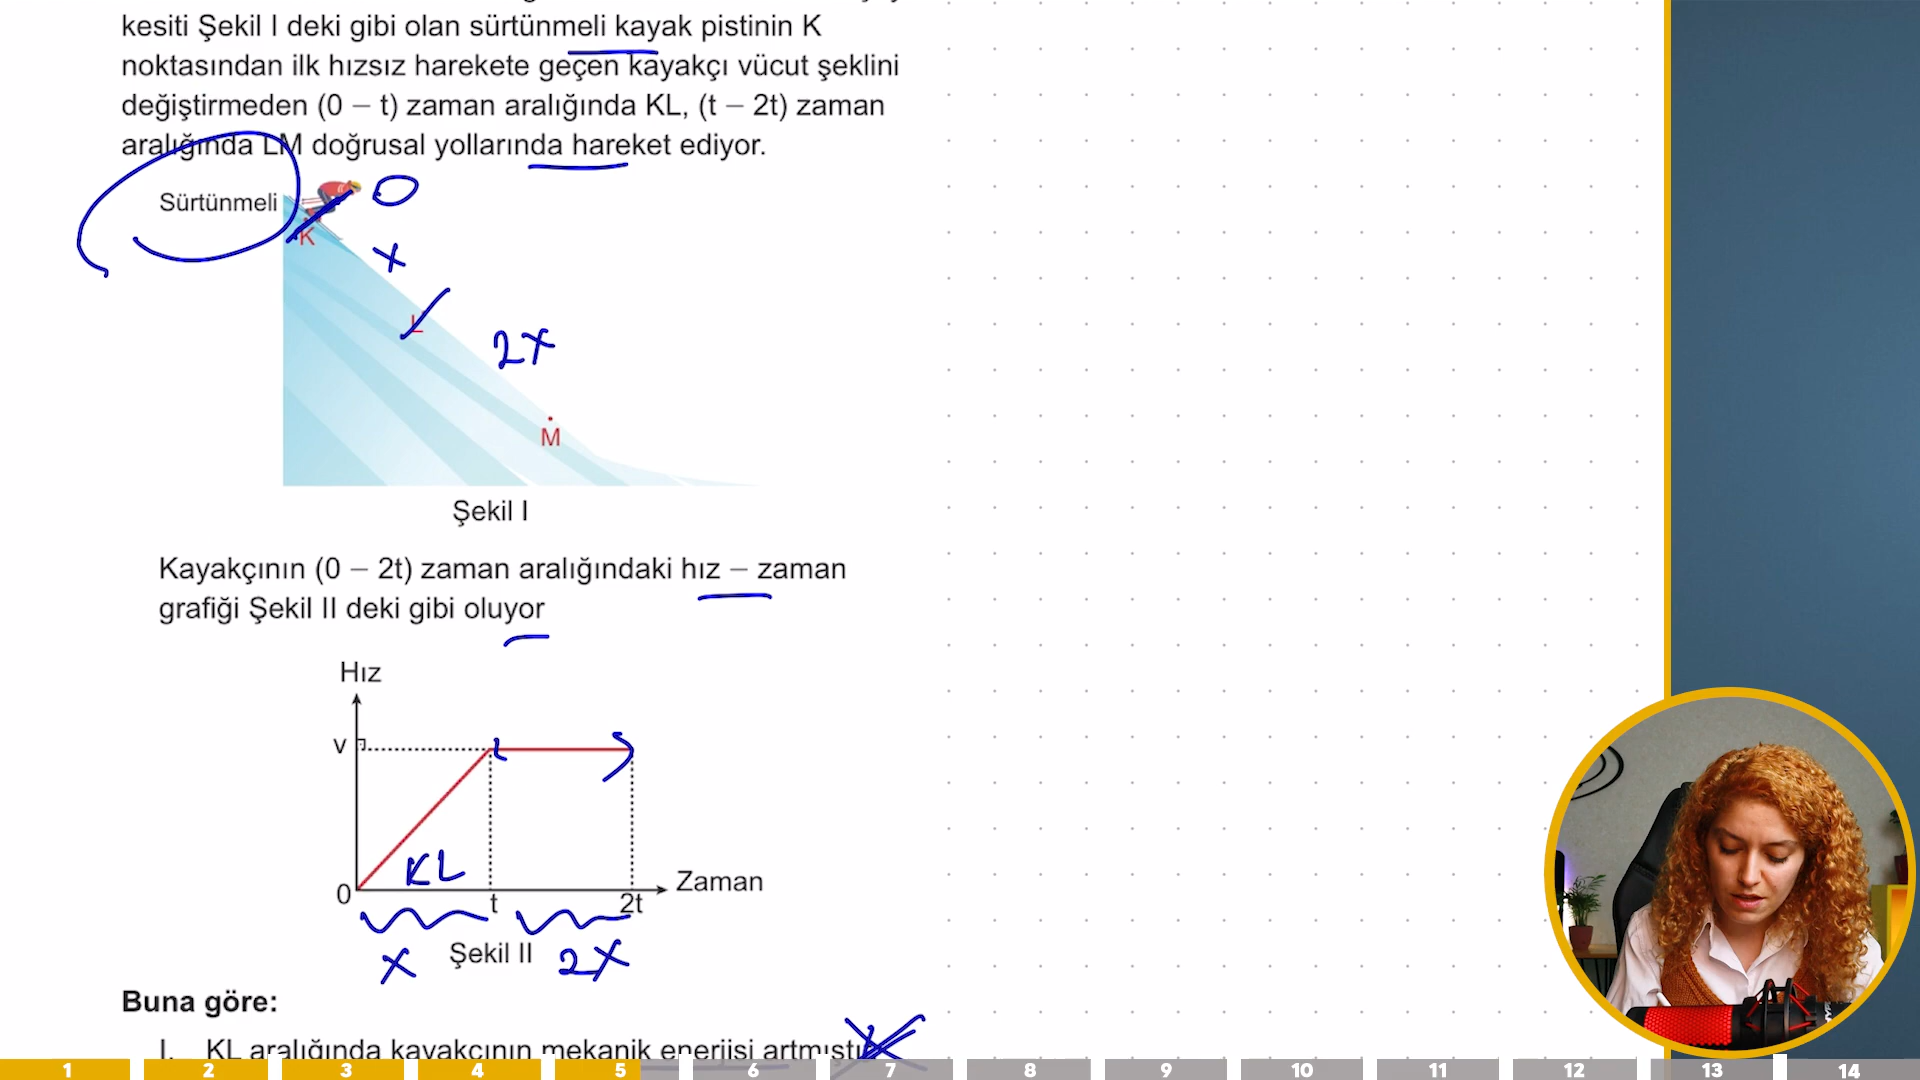 kesiti Şekil I deki gibi olan sürtünmeli kayak pistinin K
noktasından ilk hızsız harekete geçen kayakçı vücut şeklini
değiştirmeden (0 – t) zaman aralığında KL, (t – 2t) zaman
aralığında LM doğrusal yollarında hareket ediyor.
Sürtünmeli
0
K
x
L
2x
M
Şekil I
Kayakçının (0 – 2t) zaman aralığındaki hız – zaman
grafiği Şekil II deki gibi oluyor
Hız
v
KL
0
t
2t
Zaman
x
Şekil II
2x
Buna göre:
I. KL aralığında kayakçının mekanik enerjisi artmıştır
1 2 3 4 5 6 7 8 9 10 11 12 13 14